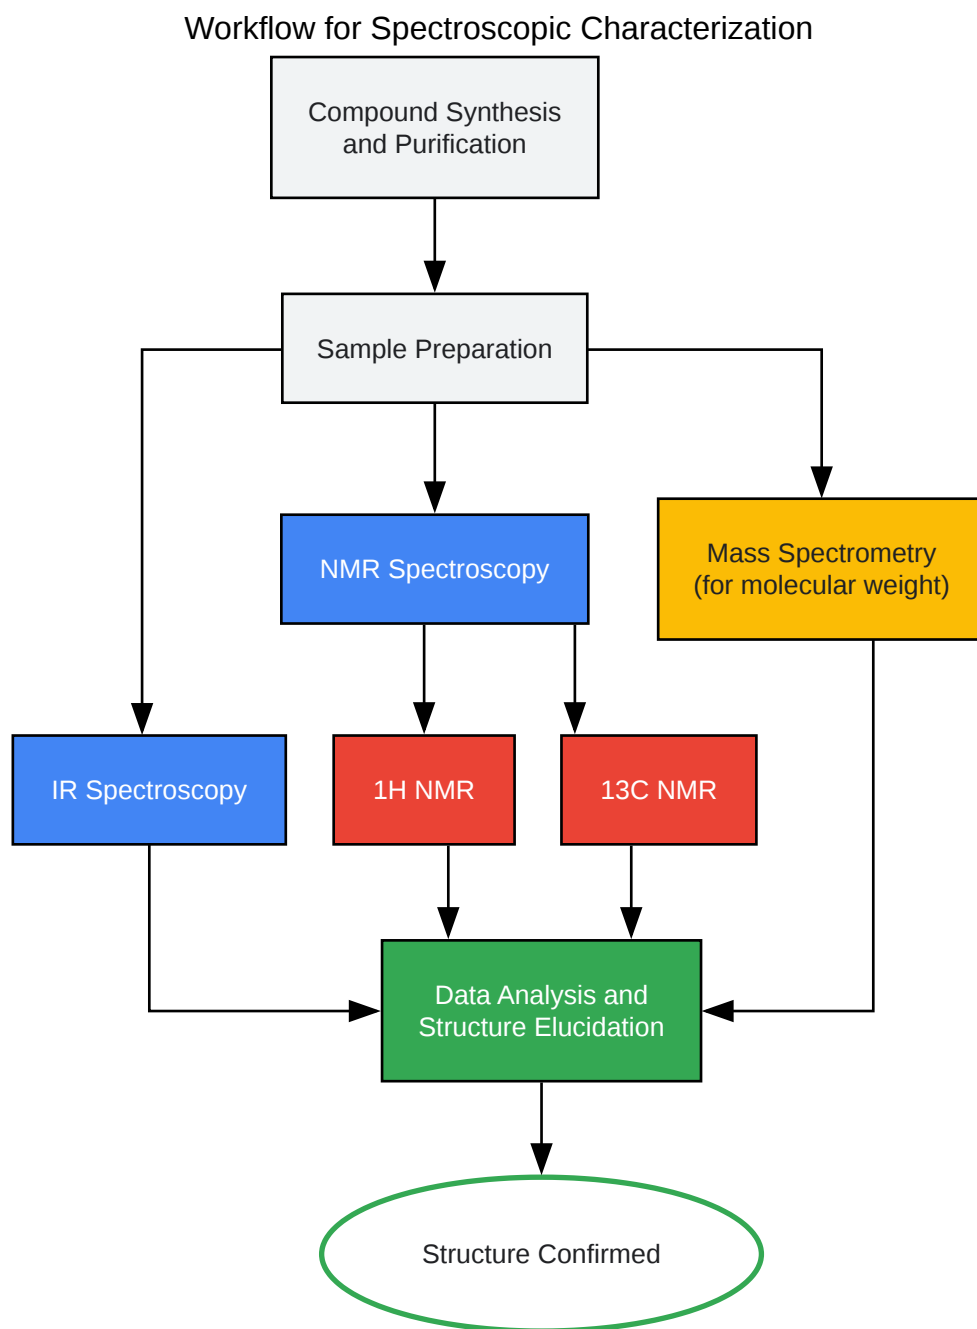 Workflow for Spectroscopic Characterization
Compound Synthesis
and Purification
Sample Preparation
NMR Spectroscopy
Mass Spectrometry
(for molecular weight)
IR Spectroscopy
1H NMR
13C NMR
Data Analysis and
Structure Elucidation
Structure Confirmed